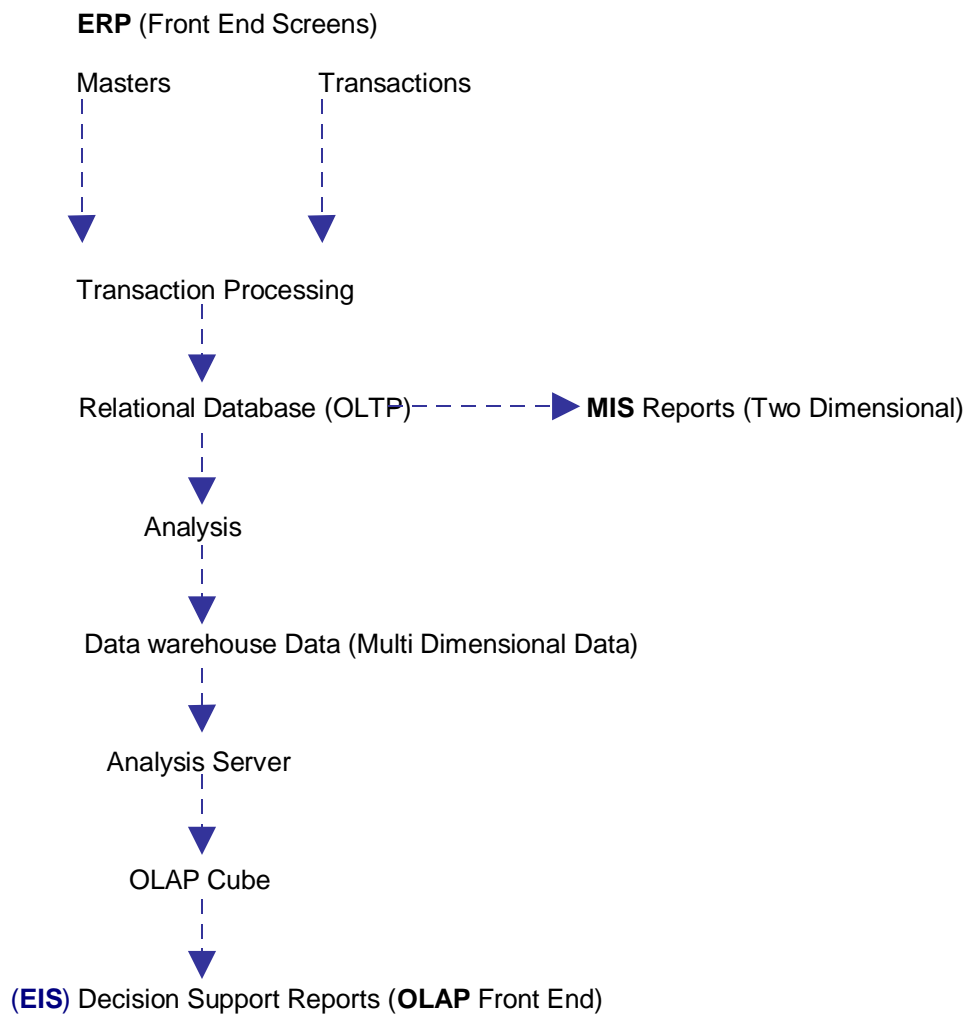 ERP (Front End Screens)
Masters Transactions
Transaction Processing
Relational Database (OLTP) MIS Reports (Two Dimensional)
Analysis
Data warehouse Data (Multi Dimensional Data)
Analysis Server
OLAP Cube
(EIS) Decision Support Reports (OLAP Front End)